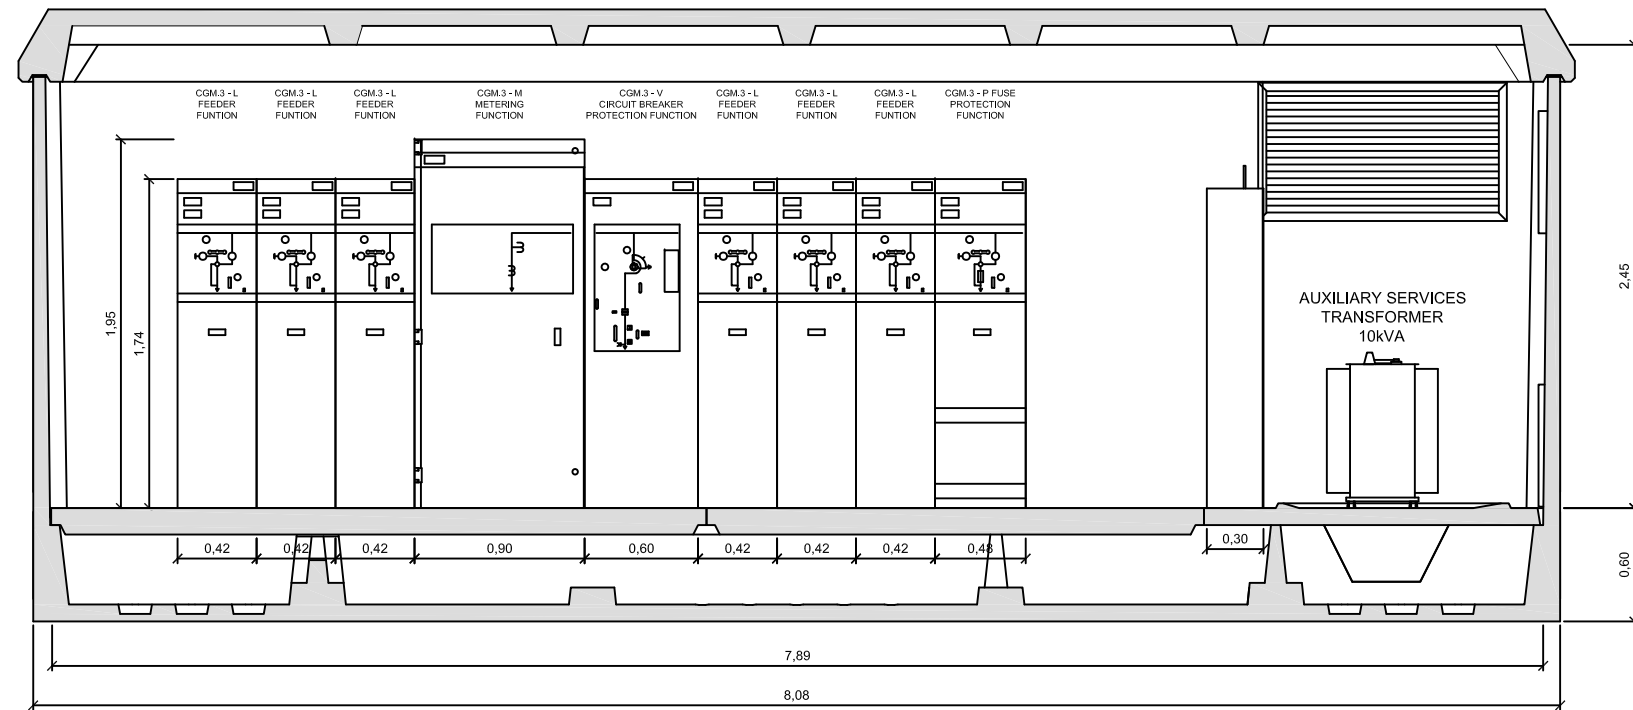 CGM.3 - L
FEEDER
FUNTION
CGM.3 - L
FEEDER
FUNTION
CGM.3 - L
FEEDER
FUNTION
CGM.3 - M
METERING
FUNCTION
CGM.3 - V
CIRCUIT BREAKER
PROTECTION FUNCTION
CGM.3 - L
FEEDER
FUNTION
CGM.3 - L
FEEDER
FUNTION
CGM.3 - L
FEEDER
FUNTION
CGM.3 - P FUSE
PROTECTION
FUNCTION
1,95
1,74
2,45
AUXILIARY SERVICES
TRANSFORMER
10kVA
0,42
0,42
0,42
0,90
0,60
0,42
0,42
0,42
0,48
0,30
0,60
7,89
8,08